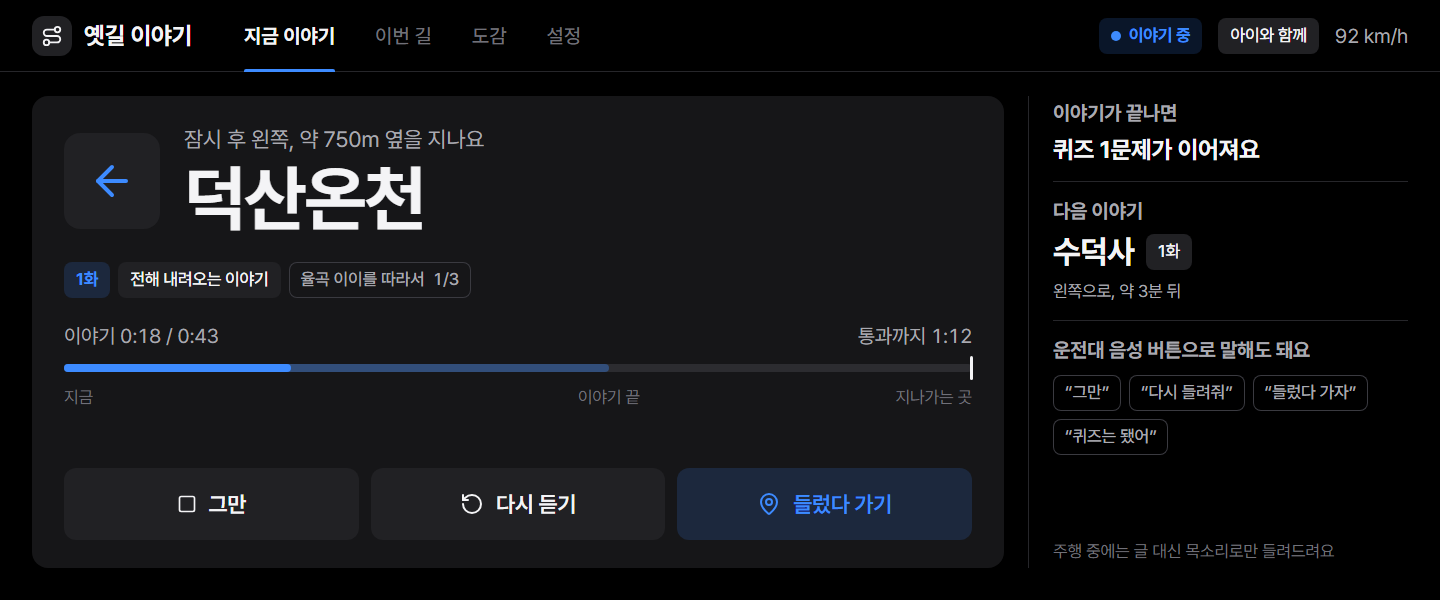 옛길 이야기
지금 이야기
이번 길
도감
설정
이야기 중
아이와 함께
92 km/h
잠시 후 왼쪽, 약 750m 옆을 지나요
덕산온천
1화
전해 내려오는 이야기
율곡 이이를 따라서 1/3
이야기 0:18 / 0:43
통과까지 1:12
지금
이야기 끝
지나가는 곳
그만
다시 듣기
들렀다 가기
이야기가 끝나면
퀴즈 1문제가 이어져요
다음 이야기
수덕사
1화
왼쪽으로, 약 3분 뒤
운전대 음성 버튼으로 말해도 돼요
“그만”
“다시 들려줘”
“들렀다 가자”
“퀴즈는 됐어”
주행 중에는 글 대신 목소리로만 들려드려요